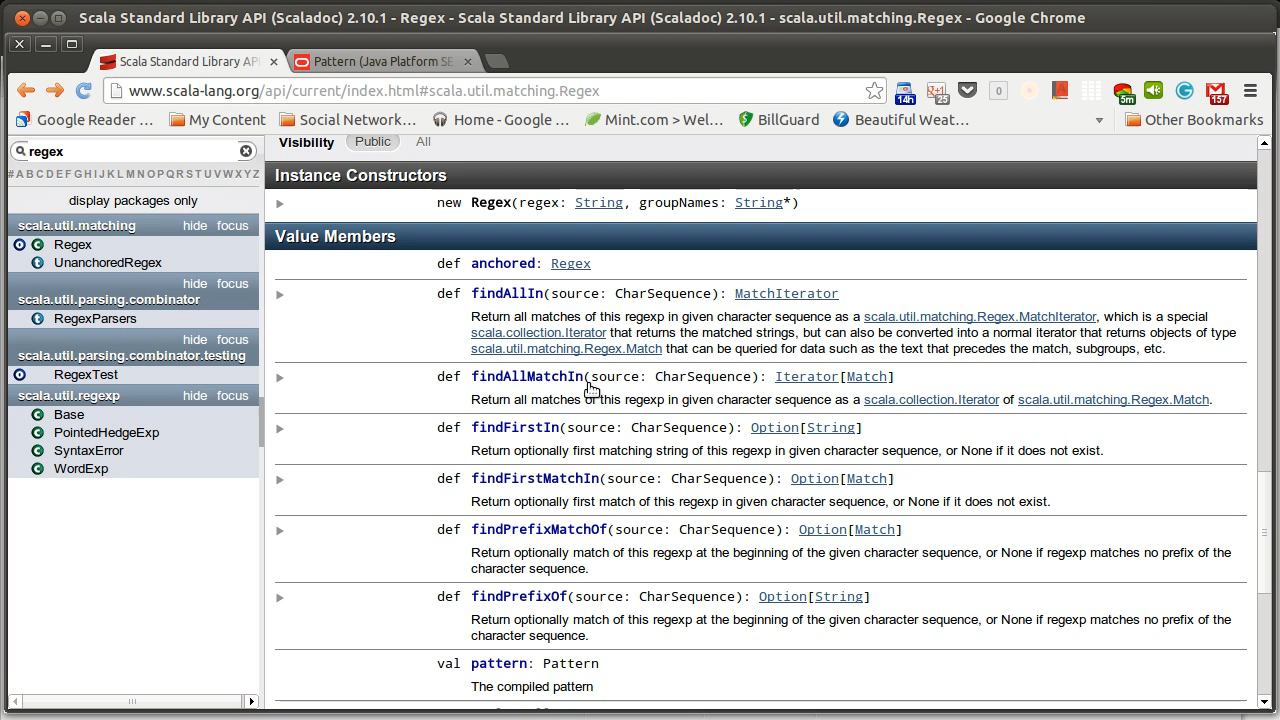 Scala Standard Library API (Scaladoc) 2.10.1 - Regex - Scala Standard Library API (Scaladoc) 2.10.1 - scala.util.matching.Regex - Google Chrome
Scala Standard Library API
Pattern (Java Platform SE
www.scala-lang.org/api/current/index.html#scala.util.matching.Regex
14h
25
0
5m
157
Google Reader ...
My Content
Social Network...
Home - Google ...
Mint.com > Wel...
BillGuard
Beautiful Weat...
Other Bookmarks
regex
#ABCDEFGHIJKLMNOPQRSTUVWXYZ
display packages only
scala.util.matching hide focus
Regex
UnanchoredRegex
hide focus
scala.util.parsing.combinator
RegexParsers
hide focus
scala.util.parsing.combinator.testing
RegexTest
scala.util.regexp hide focus
Base
PointedHedgeExp
SyntaxError
WordExp
Visibility Public All
Instance Constructors
new Regex(regex: String, groupNames: String*)
Value Members
def anchored: Regex
def findAllIn(source: CharSequence): MatchIterator
Return all matches of this regexp in given character sequence as a scala.util.matching.Regex.MatchIterator, which is a special
scala.collection.Iterator that returns the matched strings, but can also be converted into a normal iterator that returns objects of type
scala.util.matching.Regex.Match that can be queried for data such as the text that precedes the match, subgroups, etc.
def findAllMatchIn(source: CharSequence): Iterator[Match]
Return all matches of this regexp in given character sequence as a scala.collection.Iterator of scala.util.matching.Regex.Match.
def findFirstIn(source: CharSequence): Option[String]
Return optionally first matching string of this regexp in given character sequence, or None if it does not exist.
def findFirstMatchIn(source: CharSequence): Option[Match]
Return optionally first match of this regexp in given character sequence, or None if it does not exist.
def findPrefixMatchOf(source: CharSequence): Option[Match]
Return optionally match of this regexp at the beginning of the given character sequence, or None if regexp matches no prefix of the
character sequence.
def findPrefixOf(source: CharSequence): Option[String]
Return optionally match of this regexp at the beginning of the given character sequence, or None if regexp matches no prefix of the
character sequence.
val pattern: Pattern
The compiled pattern